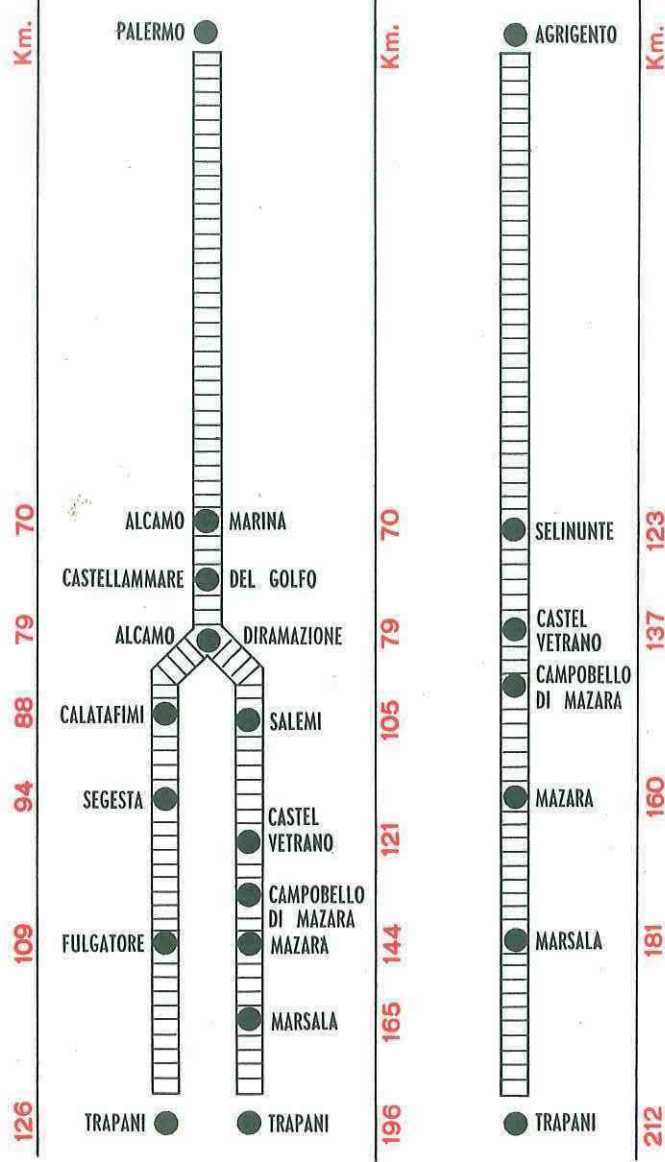 Km.
PALERMO
70
ALCAMO MARINA
CASTELLAMMARE DEL GOLFO
79
ALCAMO DIRAMAZIONE
88
CALATAFIMI
94
SEGESTA
109
FULGATORE
126
TRAPANI
Km.
70
79
105
SALEMI
121
CASTEL
VETRANO
CAMPOBELLO
DI MAZARA
144
MAZARA
165
MARSALA
196
TRAPANI
Km.
AGRIGENTO
123
SELINUNTE
137
CASTEL
VETRANO
CAMPOBELLO
DI MAZARA
160
MAZARA
181
MARSALA
212
TRAPANI